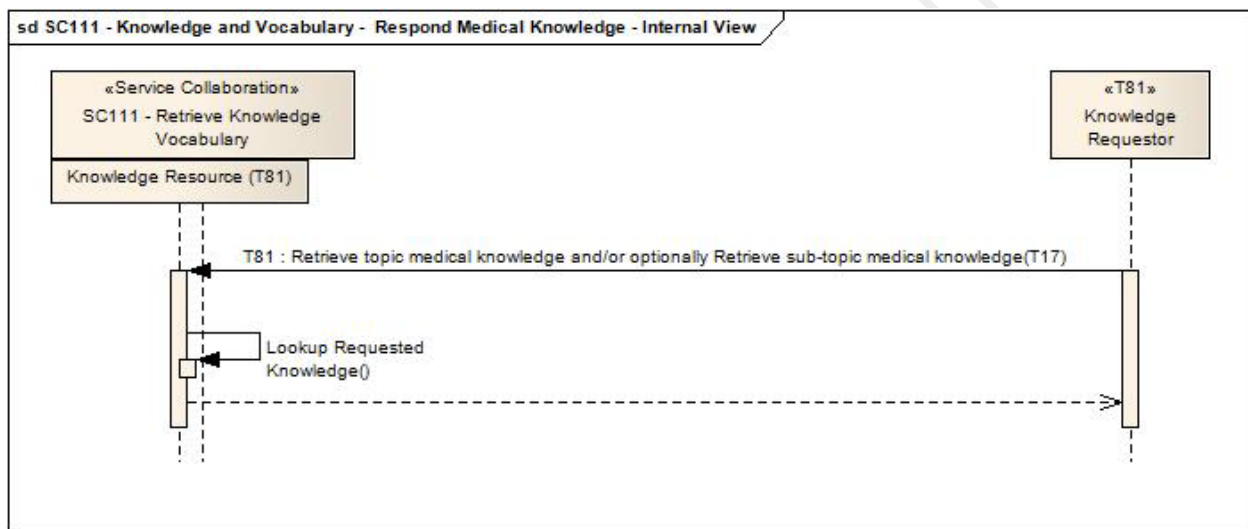 sd SC111 - Knowledge and Vocabulary - Respond Medical Knowledge - Internal View
«Service Collaboration»
SC111 - Retrieve Knowledge
Vocabulary
Knowledge Resource (T81)
«T81»
Knowledge
Requestor
T81 : Retrieve topic medical knowledge and/or optionally Retrieve sub-topic medical knowledge(T17)
Lookup Requested
Knowledge()